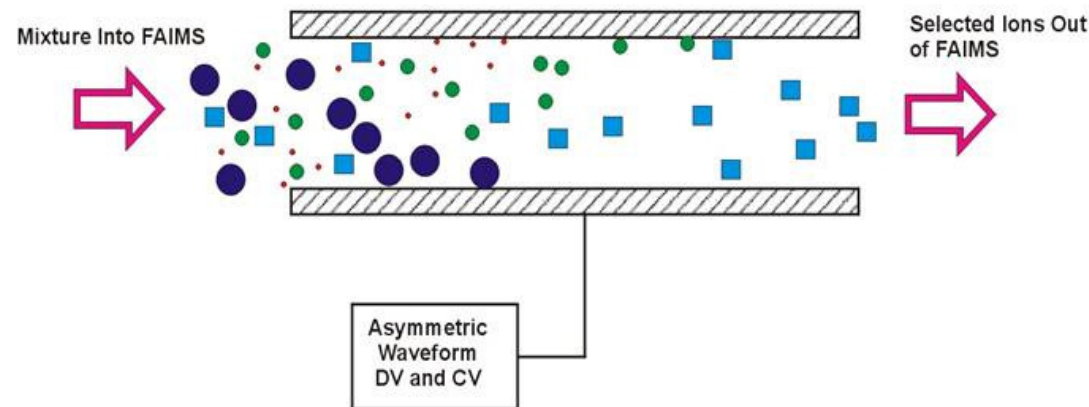 Mixture Into FAIMS
Selected Ions Out
of FAIMS
Asymmetric
Waveform
DV and CV